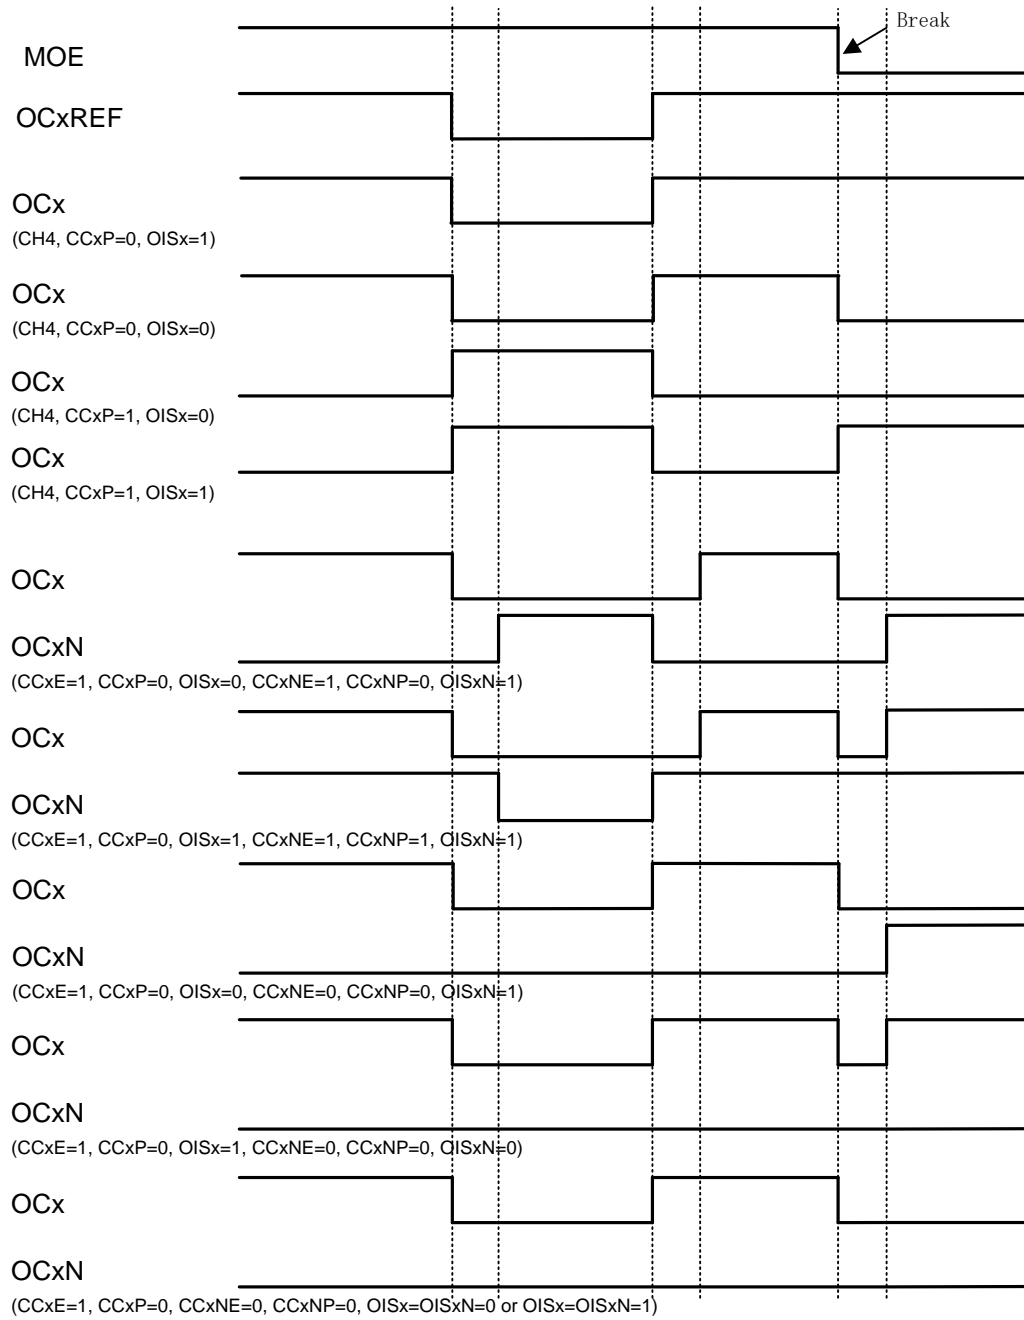 Break
MOE
OCxREF
OCx
(CH4, CCxP=0, OISx=1)
OCx
(CH4, CCxP=0, OISx=0)
OCx
(CH4, CCxP=1, OISx=0)
OCx
(CH4, CCxP=1, OISx=1)
OCx
OCxN
(CCxE=1, CCxP=0, OISx=0, CCxNE=1, CCxNP=0, OISxN=1)
OCx
OCxN
(CCxE=1, CCxP=0, OISx=1, CCxNE=1, CCxNP=1, OISxN=1)
OCx
OCxN
(CCxE=1, CCxP=0, OISx=0, CCxNE=0, CCxNP=0, OISxN=1)
OCx
OCxN
(CCxE=1, CCxP=0, OISx=1, CCxNE=0, CCxNP=0, OISxN=0)
OCx
OCxN
(CCxE=1, CCxP=0, CCxNE=0, CCxNP=0, OISx=OISxN=0 or OISx=OISxN=1)